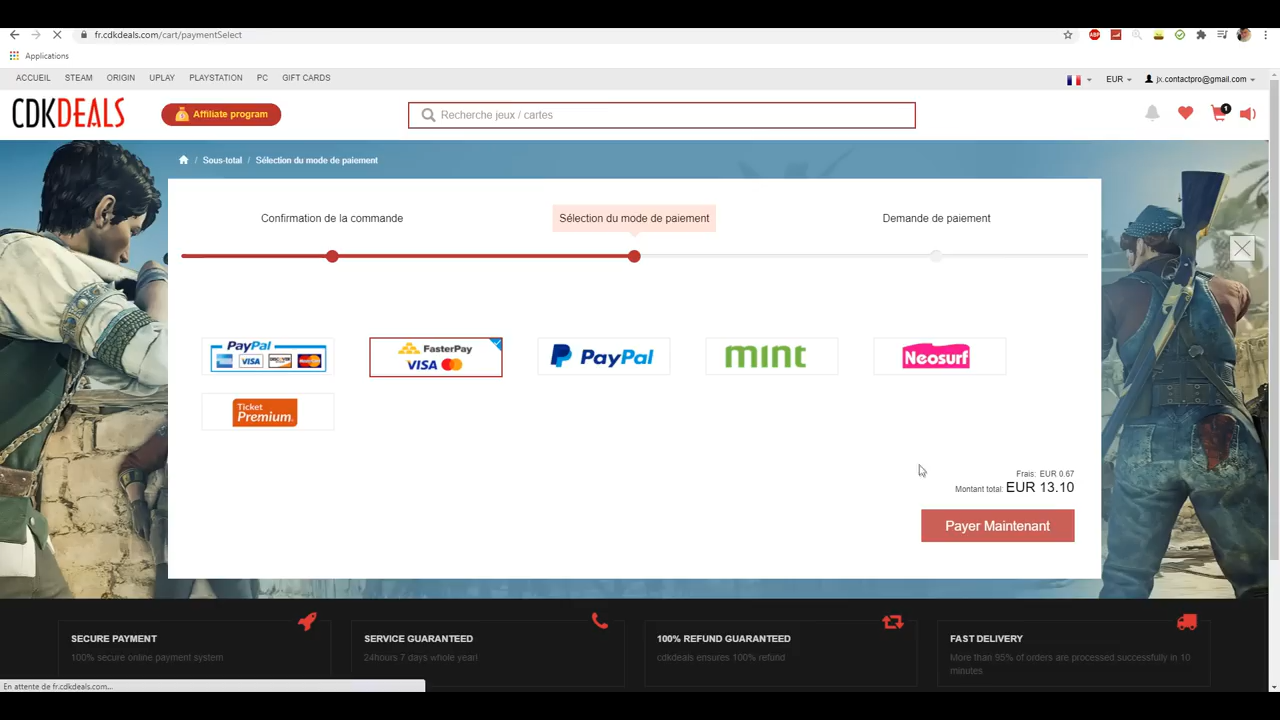 fr.cdkdeals.com/cart/paymentSelect
ABP
Applications
ACCUEIL STEAM ORIGIN UPLAY PLAYSTATION PC GIFT CARDS
EUR jx.contactpro@gmail.com
CDKDEALS
Affiliate program
Recherche jeux / cartes
1
/ Sous-total / Sélection du mode de paiement
Confirmation de la commande
Sélection du mode de paiement
Demande de paiement
PayPal
VISA DISCOVER MasterCard
FasterPay
VISA
PayPal
mint
Neosurf
Ticket
Premium.
Frais: EUR 0.67
Montant total: EUR 13.10
Payer Maintenant
SECURE PAYMENT
100% secure online payment system
SERVICE GUARANTEED
24hours 7 days whole year!
100% REFUND GUARANTEED
cdkdeals ensures 100% refund
FAST DELIVERY
More than 95% of orders are processed successfully in 10
minutes
En attente de fr.cdkdeals.com...